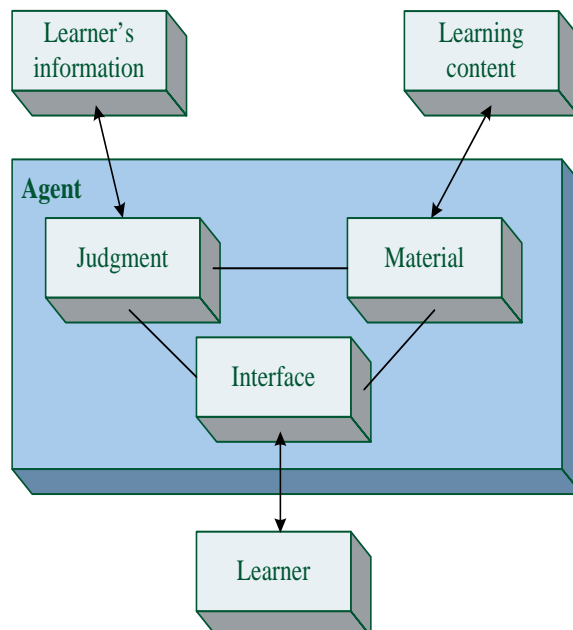 Learner’s
information
Learning
content
Agent
Judgment
Material
Interface
Learner